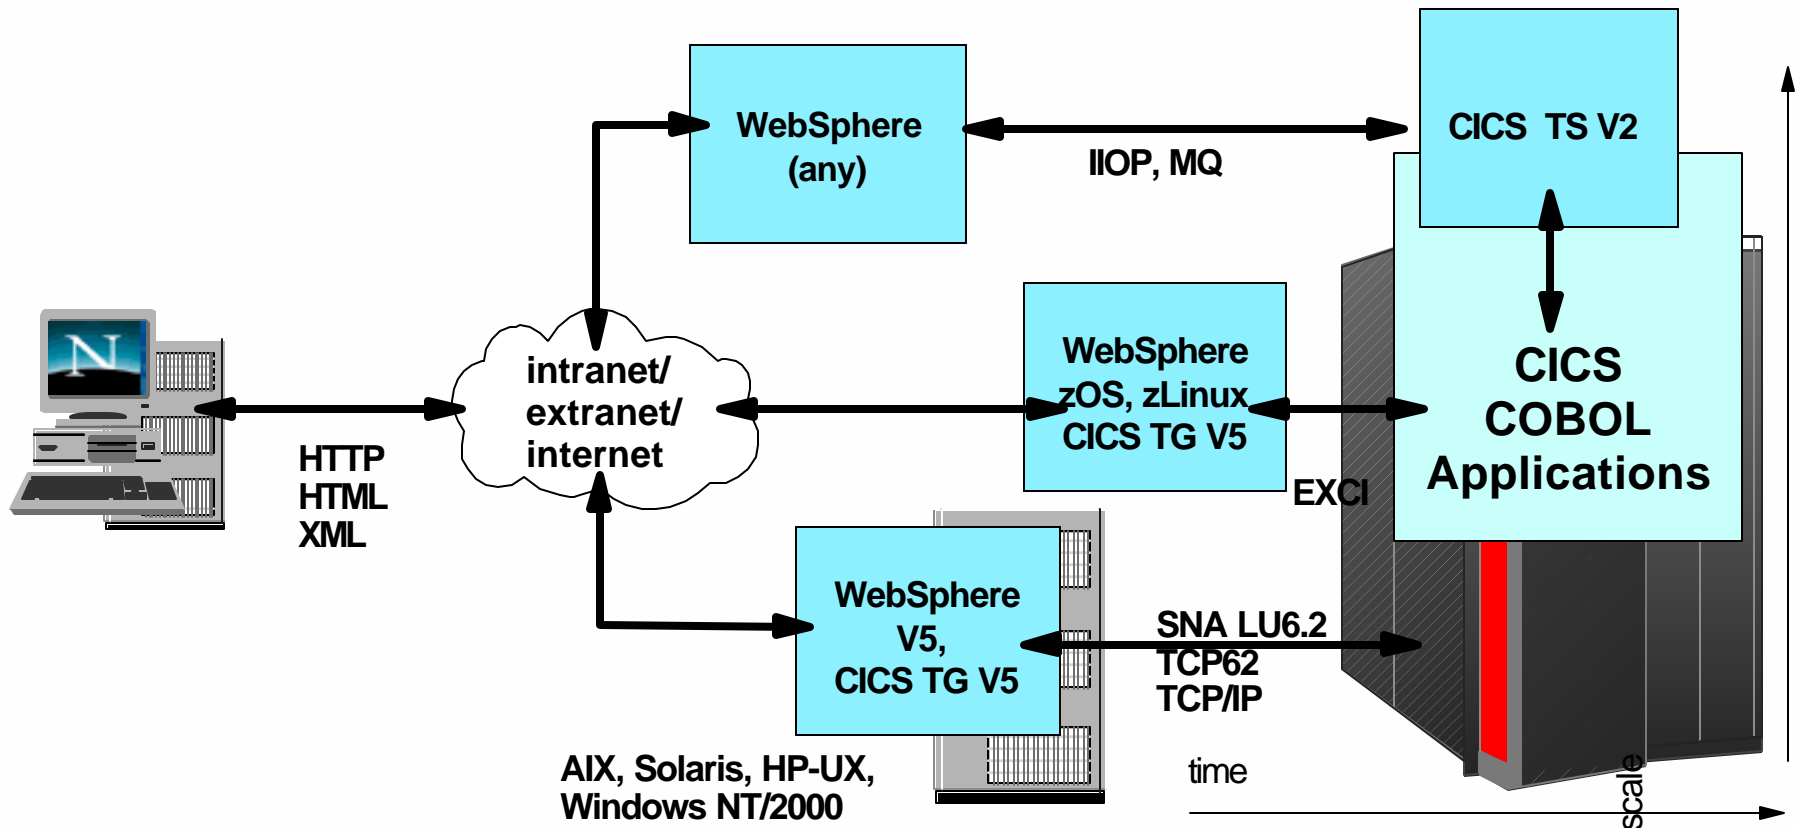 WebSphere
(any)
IIOP, MQ
CICS TS V2
N
intranet/
extranet/
internet
HTTP
HTML
XML
WebSphere
zOS, zLinux
CICS TG V5
EXCI
CICS
COBOL
Applications
WebSphere
V5,
CICS TG V5
SNA LU6.2
TCP62
TCP/IP
AIX, Solaris, HP-UX,
Windows NT/2000
time
scale